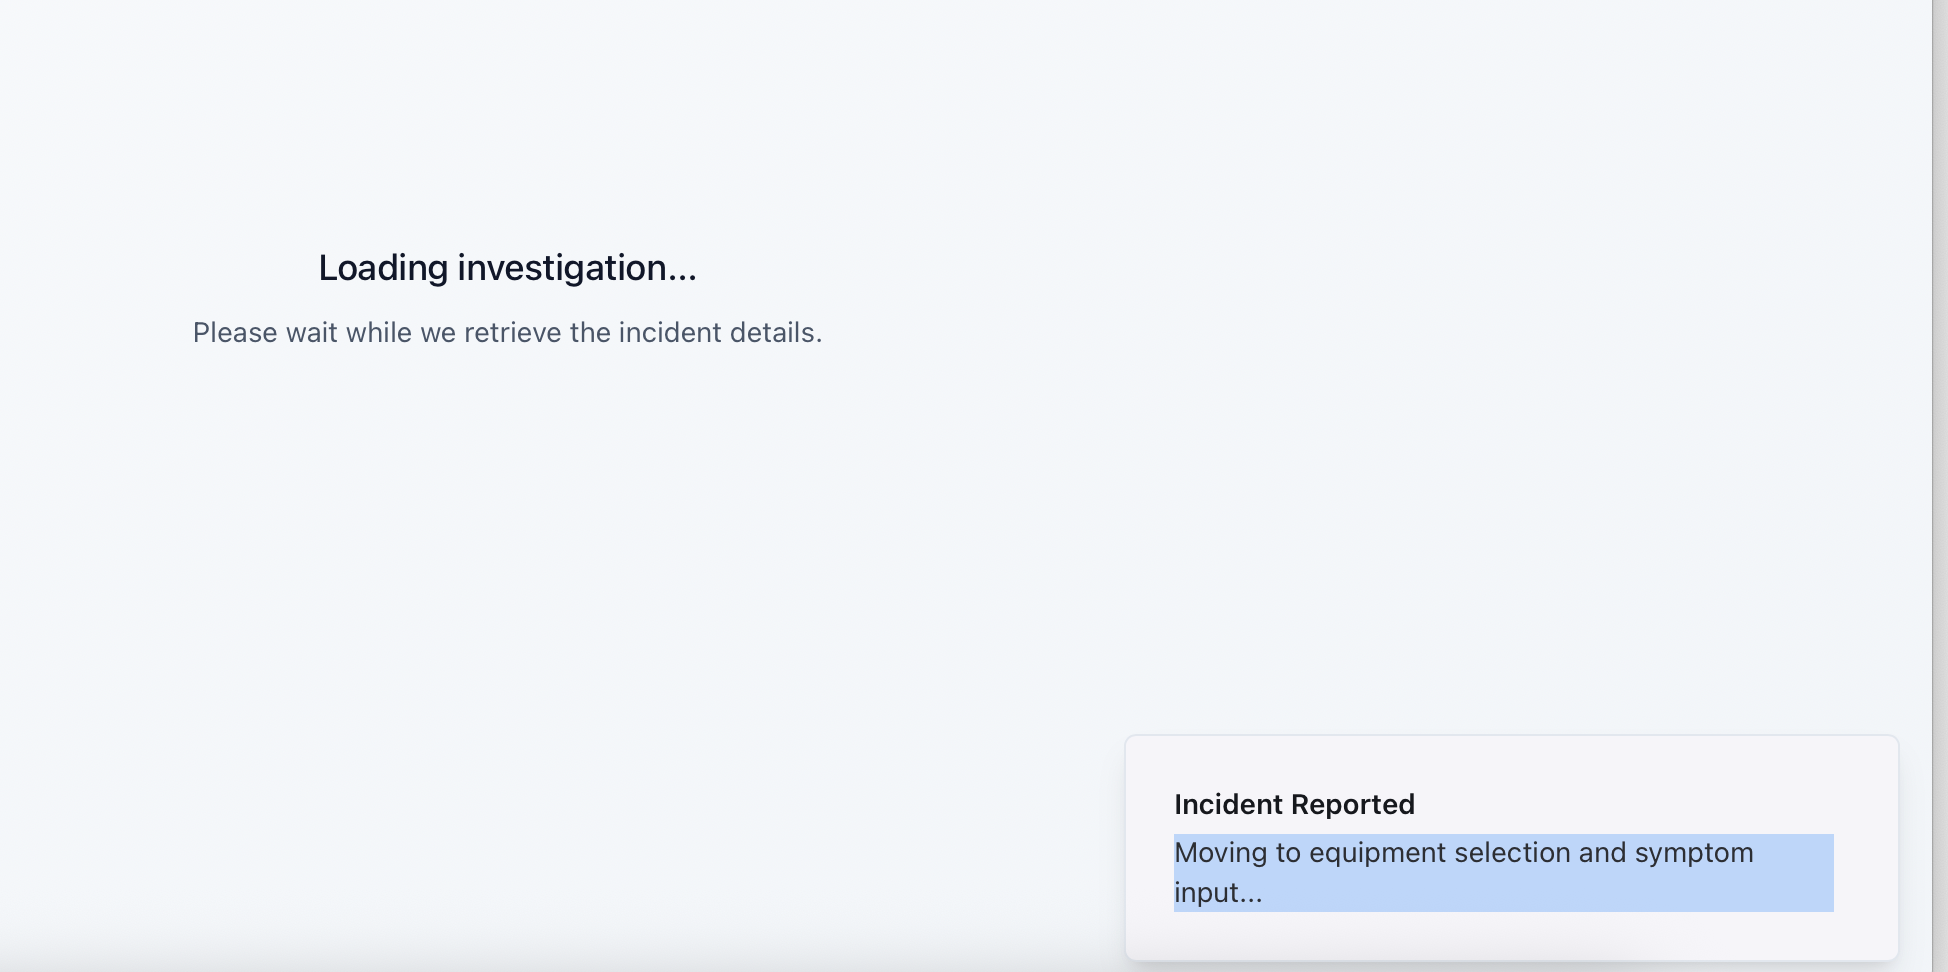 Loading investigation...
Please wait while we retrieve the incident details.
Incident Reported
Moving to equipment selection and symptom
input...